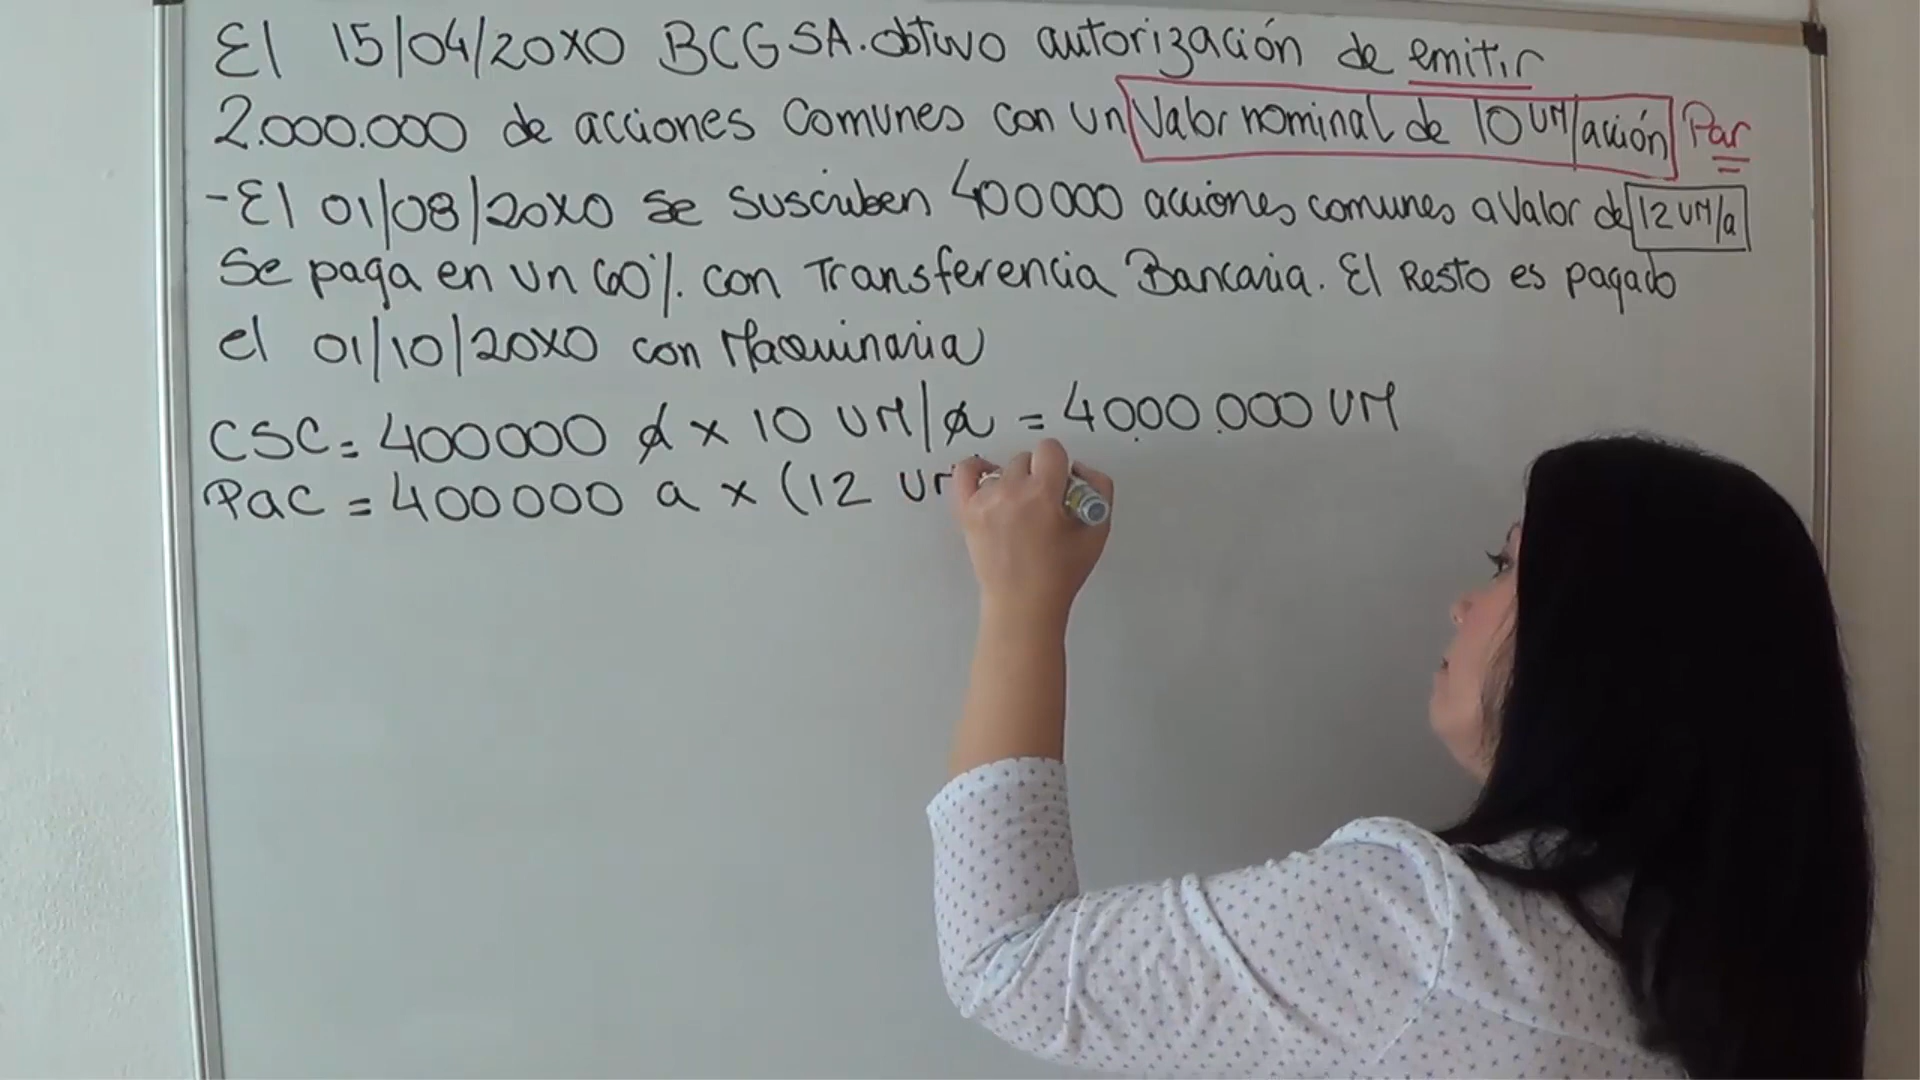 El 15/04/20X0 BCG SA. obtuvo autorización de emitir
2.000.000 de acciones comunes con un Valor nominal de 10 UM/acción Par
- El 01/08/20X0 se suscriben 400000 acciones comunes a Valor de 12 UM/a
Se paga en un 60%. con Transferencia Bancaria. El Resto es pagado
el 01/10/20X0 con Maquinaria
CSC = 400000 a x 10 UM/a = 4.000.000 UM
Pac = 400000 a x (12 UM